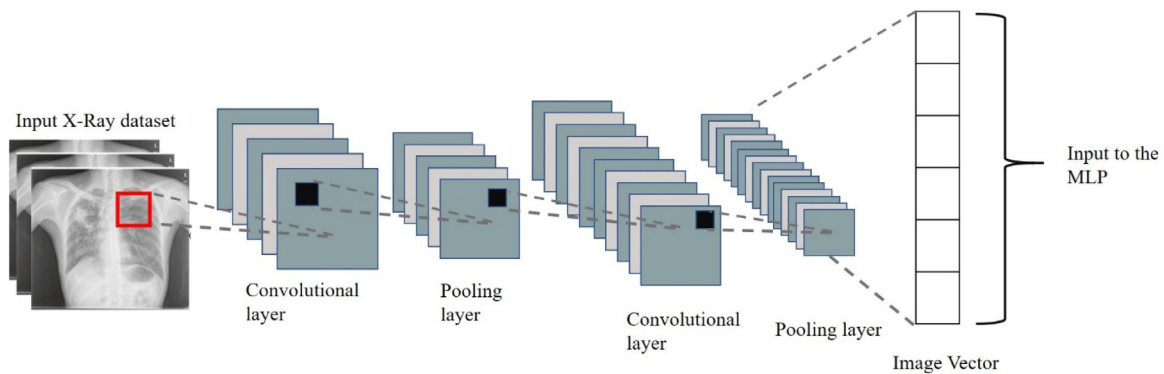 Input X-Ray dataset
L
L
L
Convolutional
layer
Pooling
layer
Convolutional
layer
Pooling layer
Image Vector
Input to the
MLP